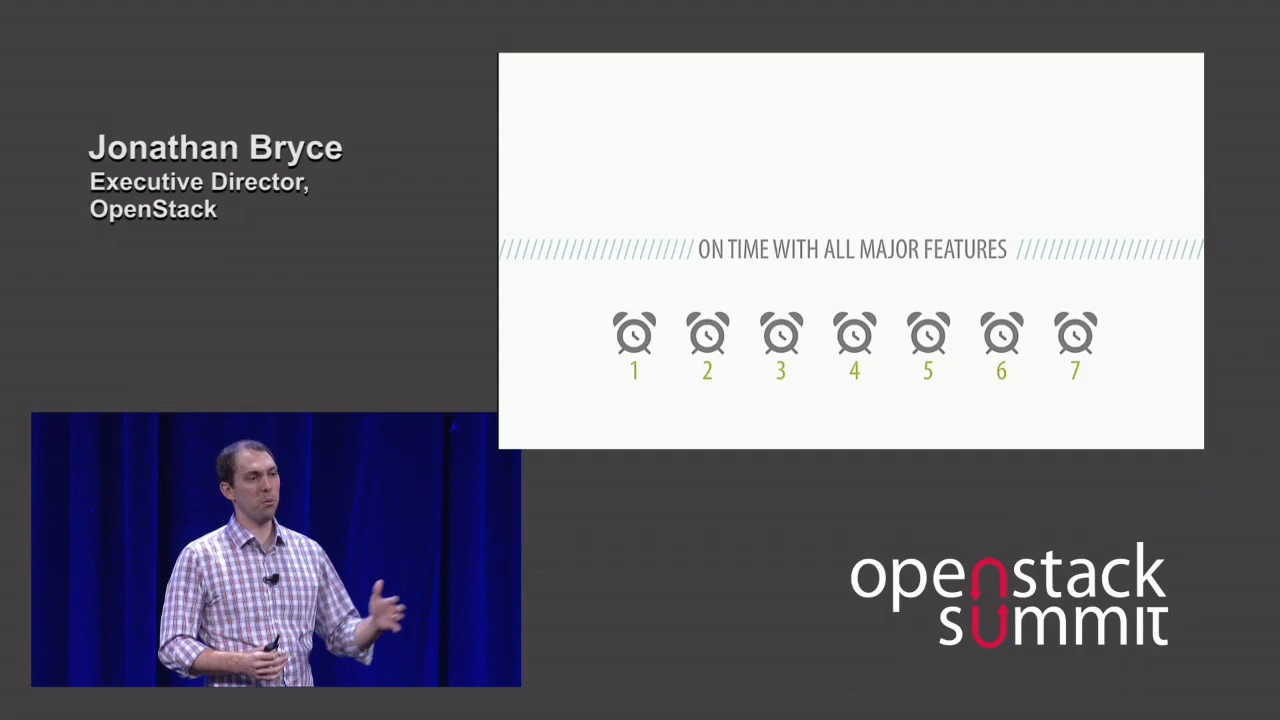 Jonathan Bryce
Executive Director,
OpenStack
ON TIME WITH ALL MAJOR FEATURES
1 2 3 4 5 6 7
openstack
summit